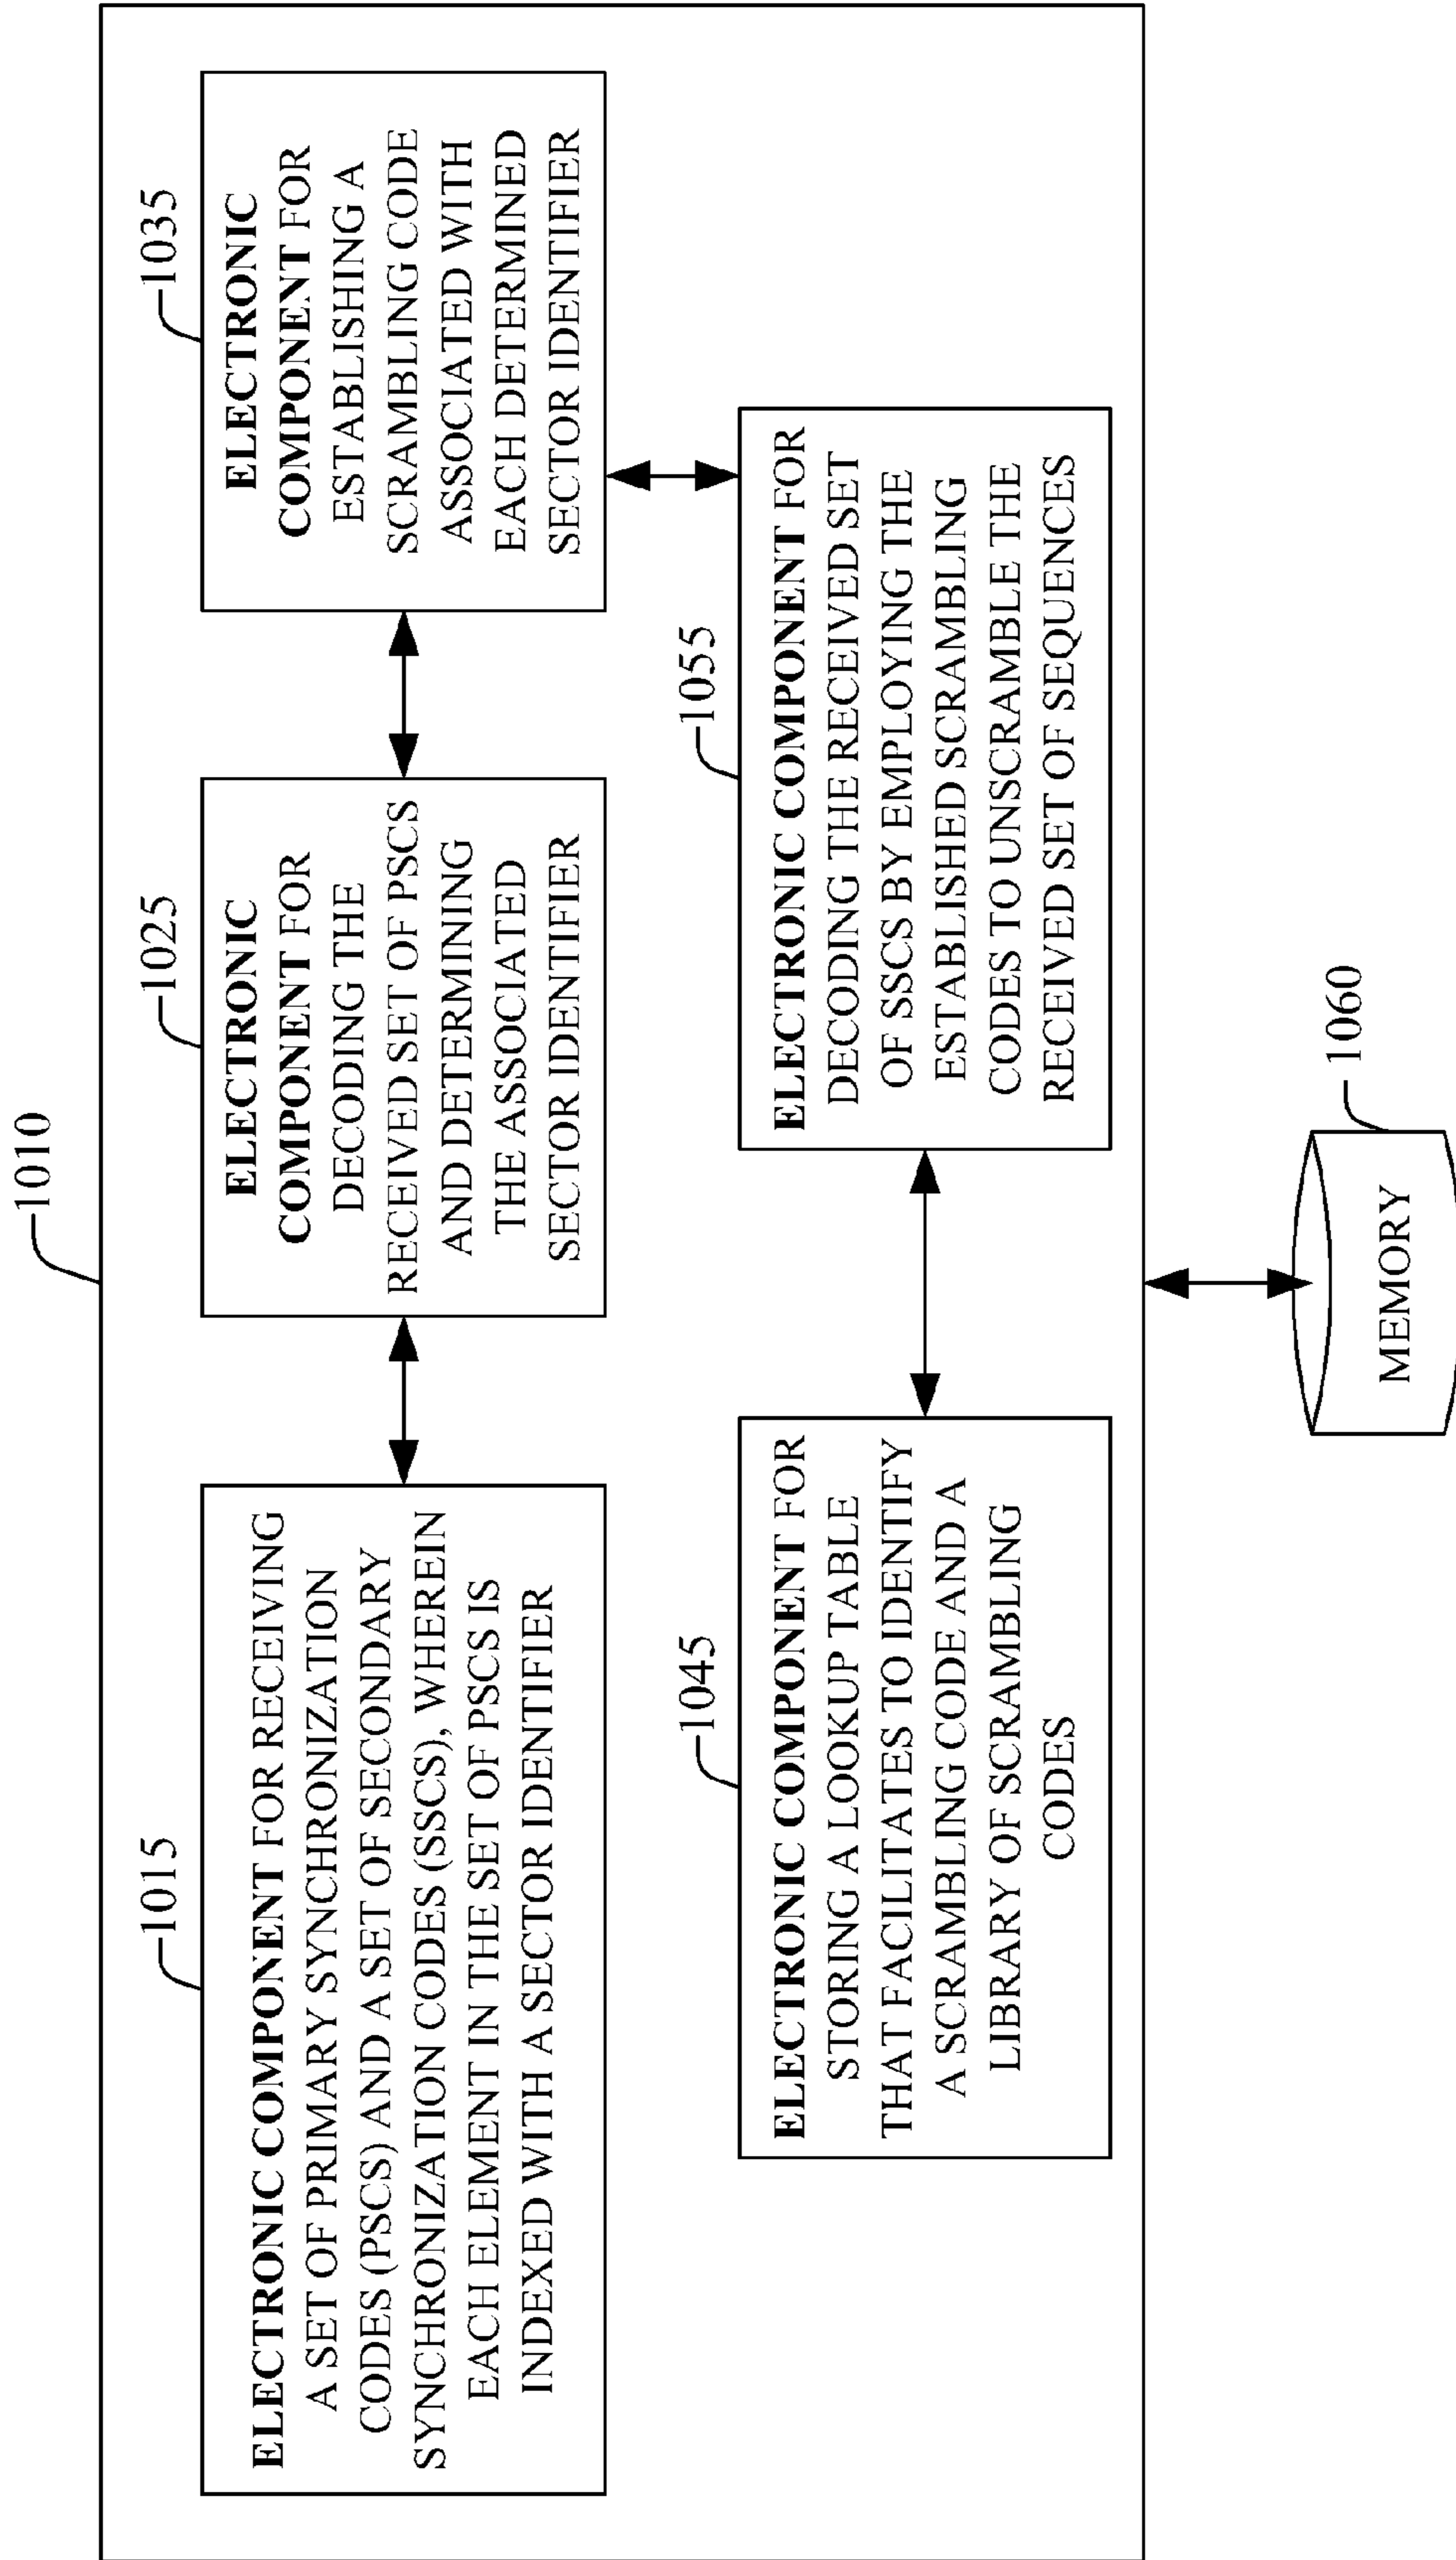 1010
1015
ELECTRONIC COMPONENT FOR RECEIVING
A SET OF PRIMARY SYNCHRONIZATION
CODES (PSCS) AND A SET OF SECONDARY
SYNCHRONIZATION CODES (SSCS), WHEREIN
EACH ELEMENT IN THE SET OF PSCS IS
INDEXED WITH A SECTOR IDENTIFIER
1025
ELECTRONIC
COMPONENT FOR
DECODING THE
RECEIVED SET OF PSCS
AND DETERMINING
THE ASSOCIATED
SECTOR IDENTIFIER
1035
ELECTRONIC
COMPONENT FOR
ESTABLISHING A
SCRAMBLING CODE
ASSOCIATED WITH
EACH DETERMINED
SECTOR IDENTIFIER
1045
ELECTRONIC COMPONENT FOR
STORING A LOOKUP TABLE
THAT FACILITATES TO IDENTIFY
A SCRAMBLING CODE AND A
LIBRARY OF SCRAMBLING
CODES
1055
ELECTRONIC COMPONENT FOR
DECODING THE RECEIVED SET
OF SSCS BY EMPLOYING THE
ESTABLISHED SCRAMBLING
CODES TO UNSCRAMBLE THE
RECEIVED SET OF SEQUENCES
1060
MEMORY